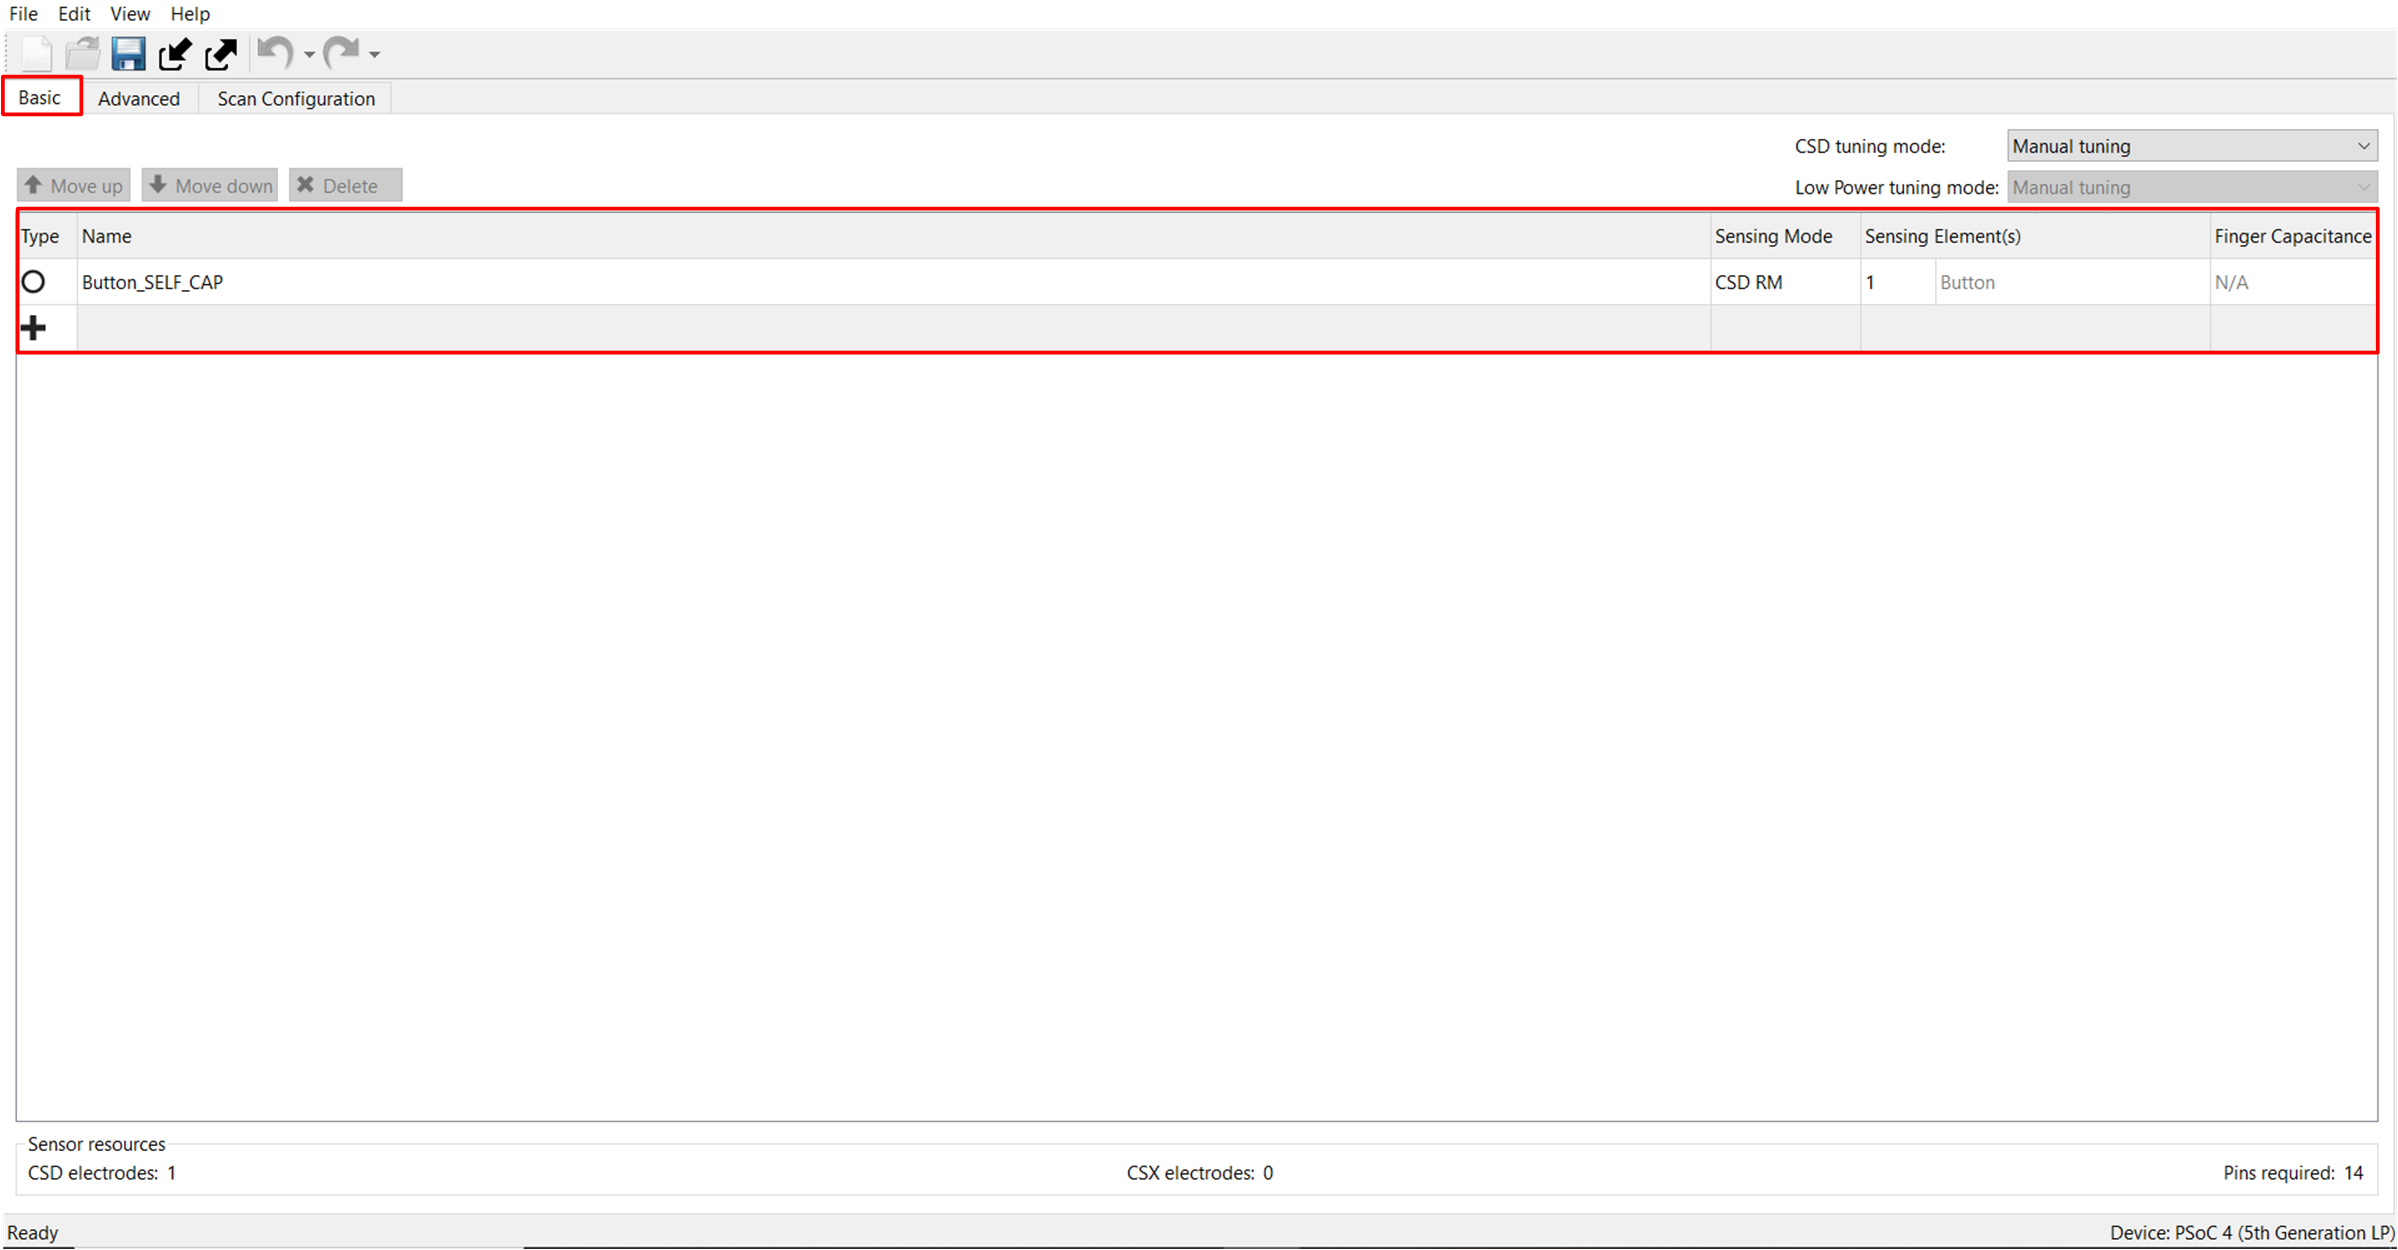 File Edit View Help
Basic Advanced Scan Configuration
CSD tuning mode: Manual tuning
Move up Move down Delete
Low Power tuning mode: Manual tuning
Type Name Sensing Mode Sensing Element(s) Finger Capacitance
Button_SELF_CAP CSD RM 1 Button N/A
Sensor resources
CSD electrodes: 1 CSX electrodes: 0 Pins required: 14
Ready Device: PSoC 4 (5th Generation LP)